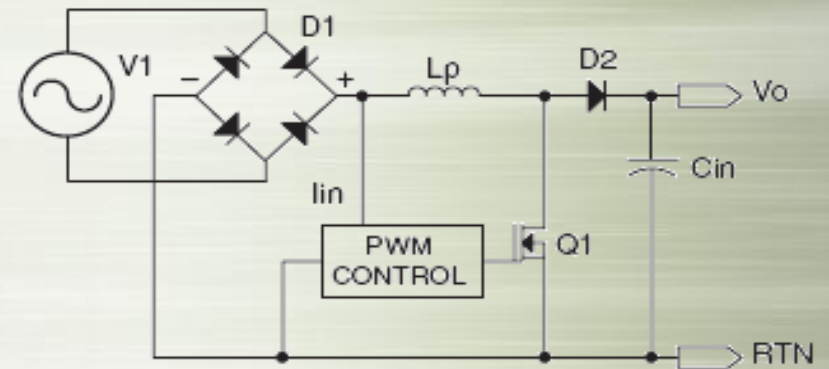 D1
V1
–
+
Lp
D2
Vo
Cin
Iin
PWM
CONTROL
Q1
RTN